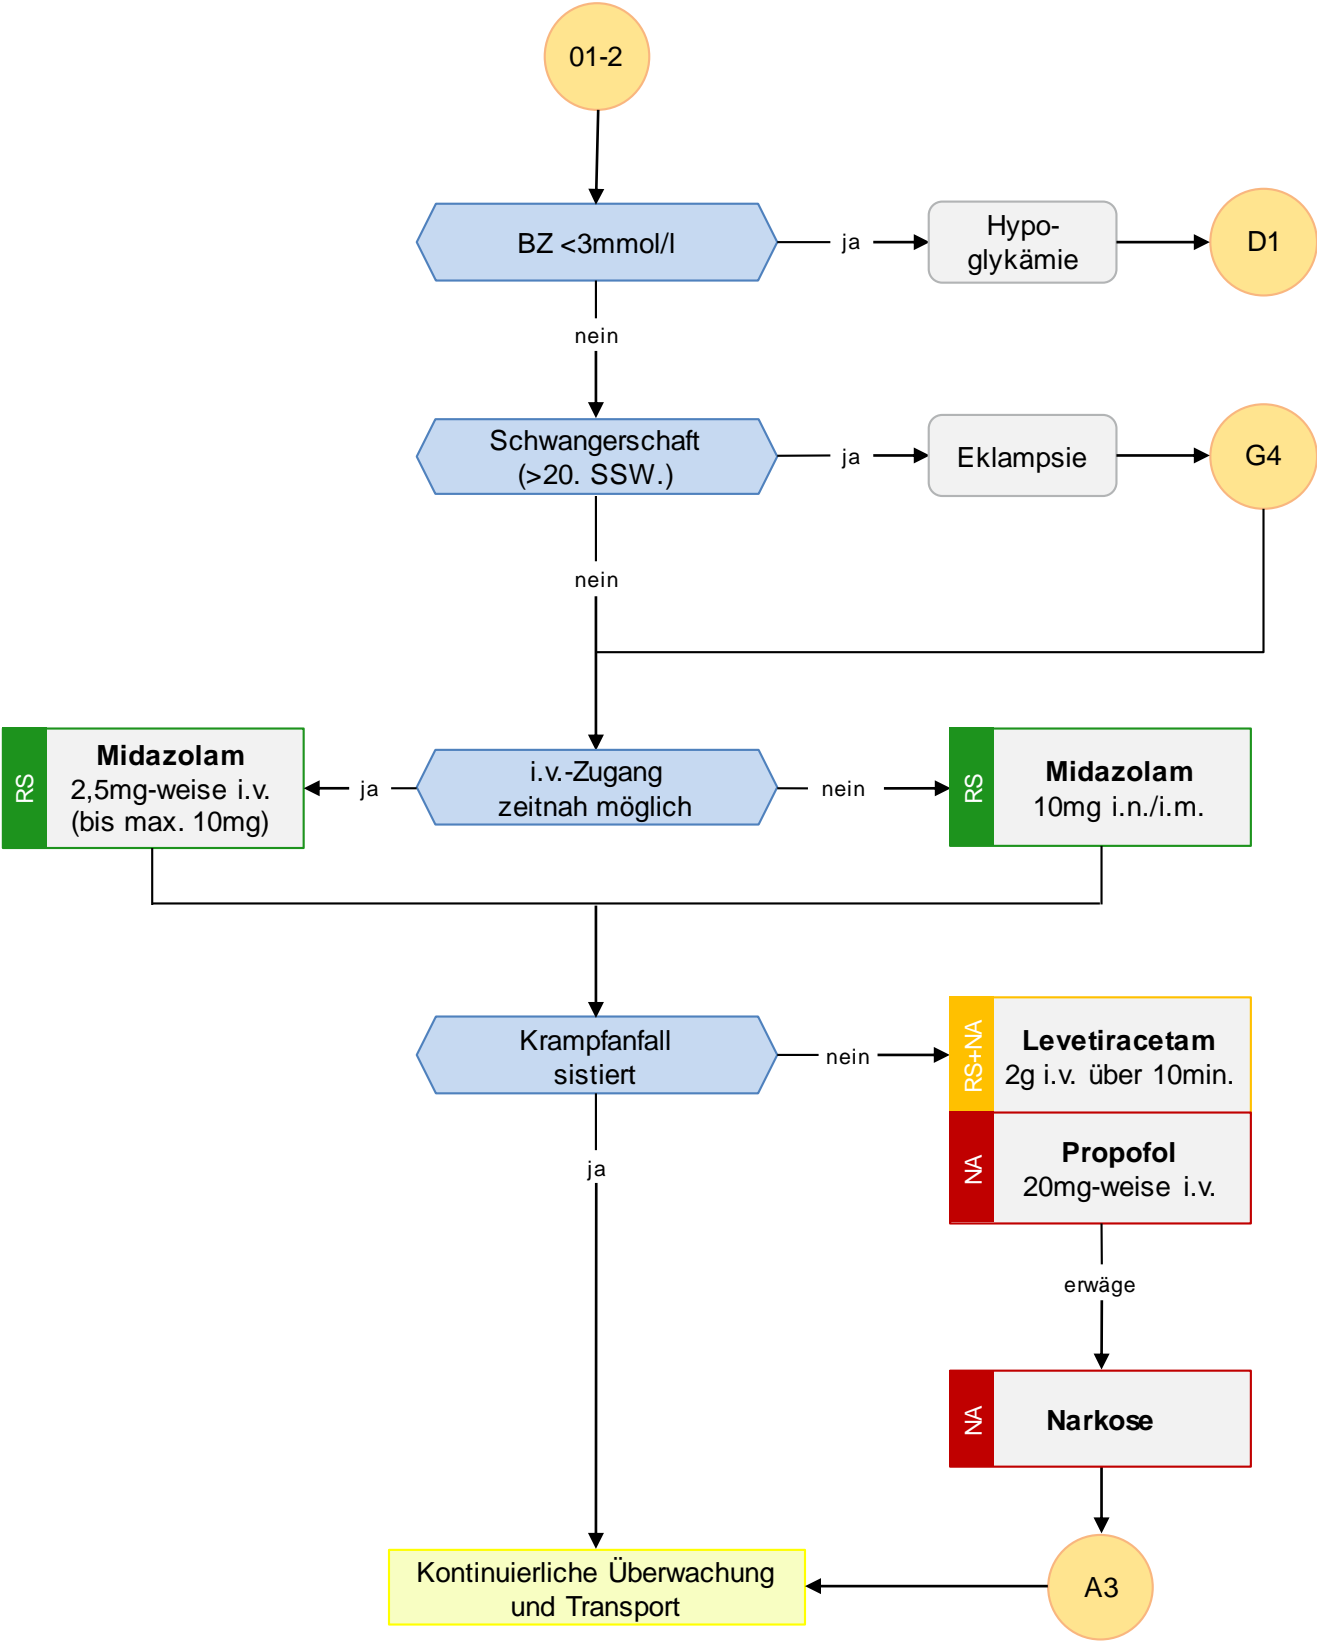 01-2
BZ <3mmol/l
ja
Hypo-
glykämie
D1
nein
Schwangerschaft
(>20. SSW.)
ja
Eklampsie
G4
nein
RS
Midazolam
2,5mg-weise i.v.
(bis max. 10mg)
ja
i.v.-Zugang
zeitnah möglich
nein
RS
Midazolam
10mg i.n./i.m.
Krampfanfall
sistiert
nein
RS+NA
Levetiracetam
2g i.v. über 10min.
NA
Propofol
20mg-weise i.v.
ja
erwäge
NA
Narkose
Kontinuierliche Überwachung
und Transport
A3